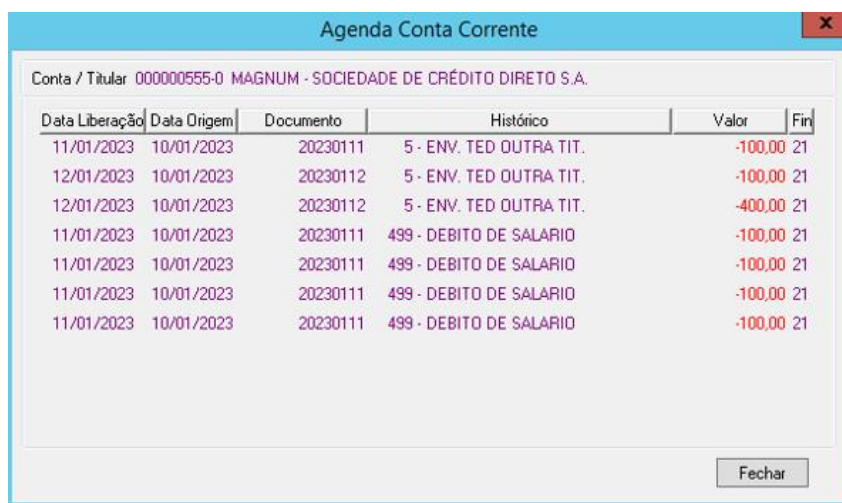 Agenda Conta Corrente
x
Conta / Titular 000000555-0 MAGNUM - SOCIEDADE DE CRÉDITO DIRETO S.A.
Data Liberação Data Origem Documento Histórico Valor Fin
11/01/2023 10/01/2023 20230111 5 - ENV. TED OUTRA TIT. -100,00 21
12/01/2023 10/01/2023 20230112 5 - ENV. TED OUTRA TIT. -100,00 21
12/01/2023 10/01/2023 20230112 5 - ENV. TED OUTRA TIT. -400,00 21
11/01/2023 10/01/2023 20230111 499 - DEBITO DE SALARIO -100,00 21
11/01/2023 10/01/2023 20230111 499 - DEBITO DE SALARIO -100,00 21
11/01/2023 10/01/2023 20230111 499 - DEBITO DE SALARIO -100,00 21
11/01/2023 10/01/2023 20230111 499 - DEBITO DE SALARIO -100,00 21
Fechar